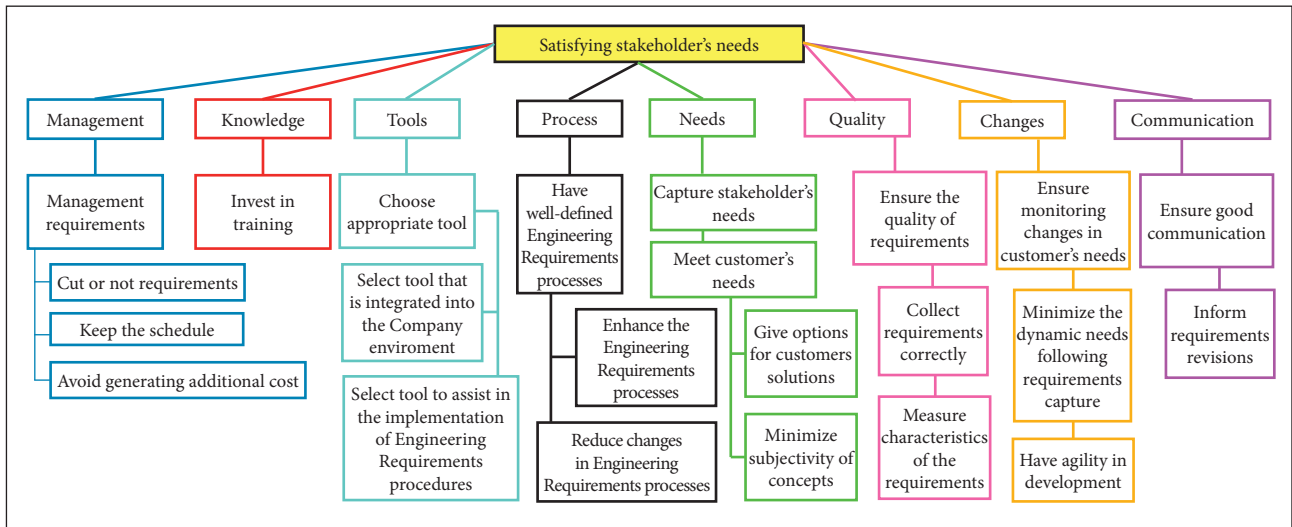 Satisfying stakeholder's needs
Management
Knowledge
Tools
Process
Needs
Quality
Changes
Communication
Management
requirements
Cut or not requirements
Keep the schedule
Avoid generating additional cost
Invest in
training
Choose
appropriate tool
Select tool that
is integrated into
the Company
enviroment
Select tool to assist in
the implementation
of Engineering
Requirements
procedures
Have
well-defined
Engineering
Requirements
processes
Enhance the
Engineering
Requirements
processes
Reduce changes
in Engineering
Requirements processes
Capture stakeholder's
needs
Meet customer's
needs
Give options
for customers
solutions
Minimize
subjectivity of
concepts
Ensure the
quality of
requirements
Collect
requirements
correctly
Measure
characteristics
of the
requirements
Ensure
monitoring
changes in
customer's needs
Minimize the
dynamic needs
following
requirements
capture
Have agility in
development
Ensure good
communication
Inform
requirements
revisions